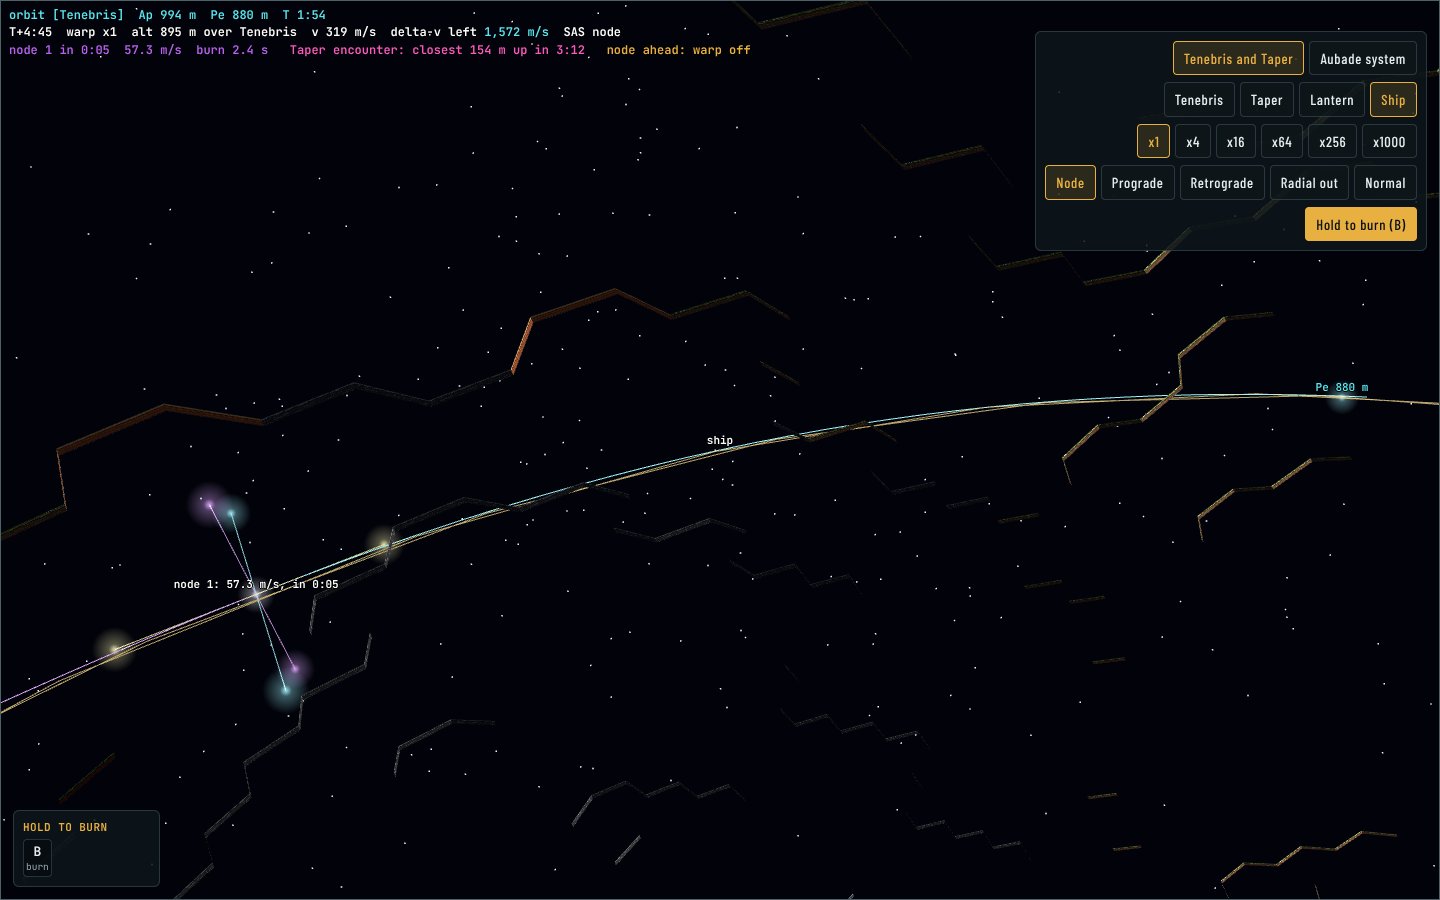 orbit [Tenebris] Ap 994 m Pe 880 m T 1:54
T+4:45 warp x1 alt 895 m over Tenebris v 319 m/s delta-v left 1,572 m/s SAS node
node 1 in 0:05 57.3 m/s burn 2.4 s Taper encounter: closest 154 m up in 3:12 node ahead: warp off
Tenebris and Taper Aubade system
Tenebris Taper Lantern Ship
x1 x4 x16 x64 x256 x1000
Node Prograde Retrograde Radial out Normal
Hold to burn (B)
Pe 880 m
ship
node 1: 57.3 m/s, in 0:05
HOLD TO BURN
B
burn